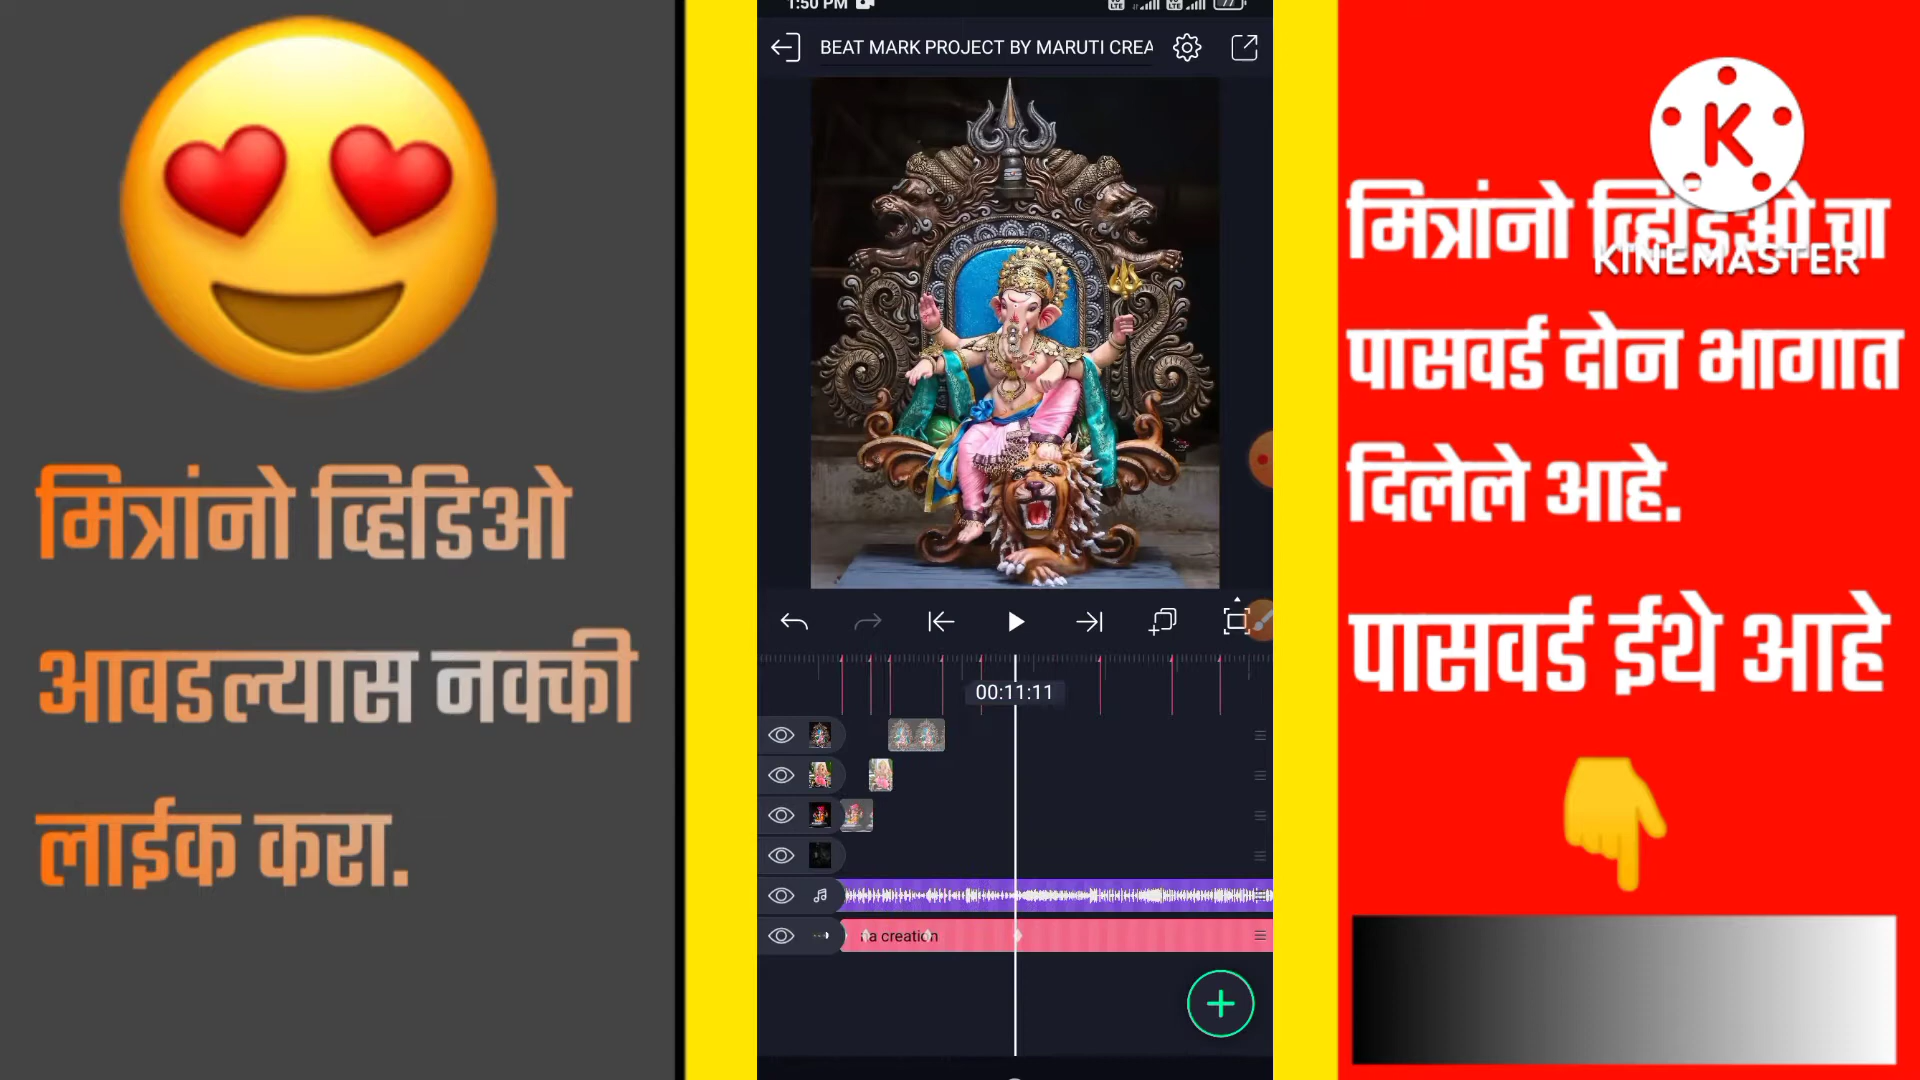 मित्रांनो व्हिडिओ
आवडल्यास नक्की
लाईक करा.
1:50 PM
77
BEAT MARK PROJECT BY MARUTI CREA
00:11:11
a creation
K
KINEMASTER
मित्रांनो व्हिडिओ चा
पासवर्ड दोन भागात
दिलेले आहे.
पासवर्ड ईथे आहे